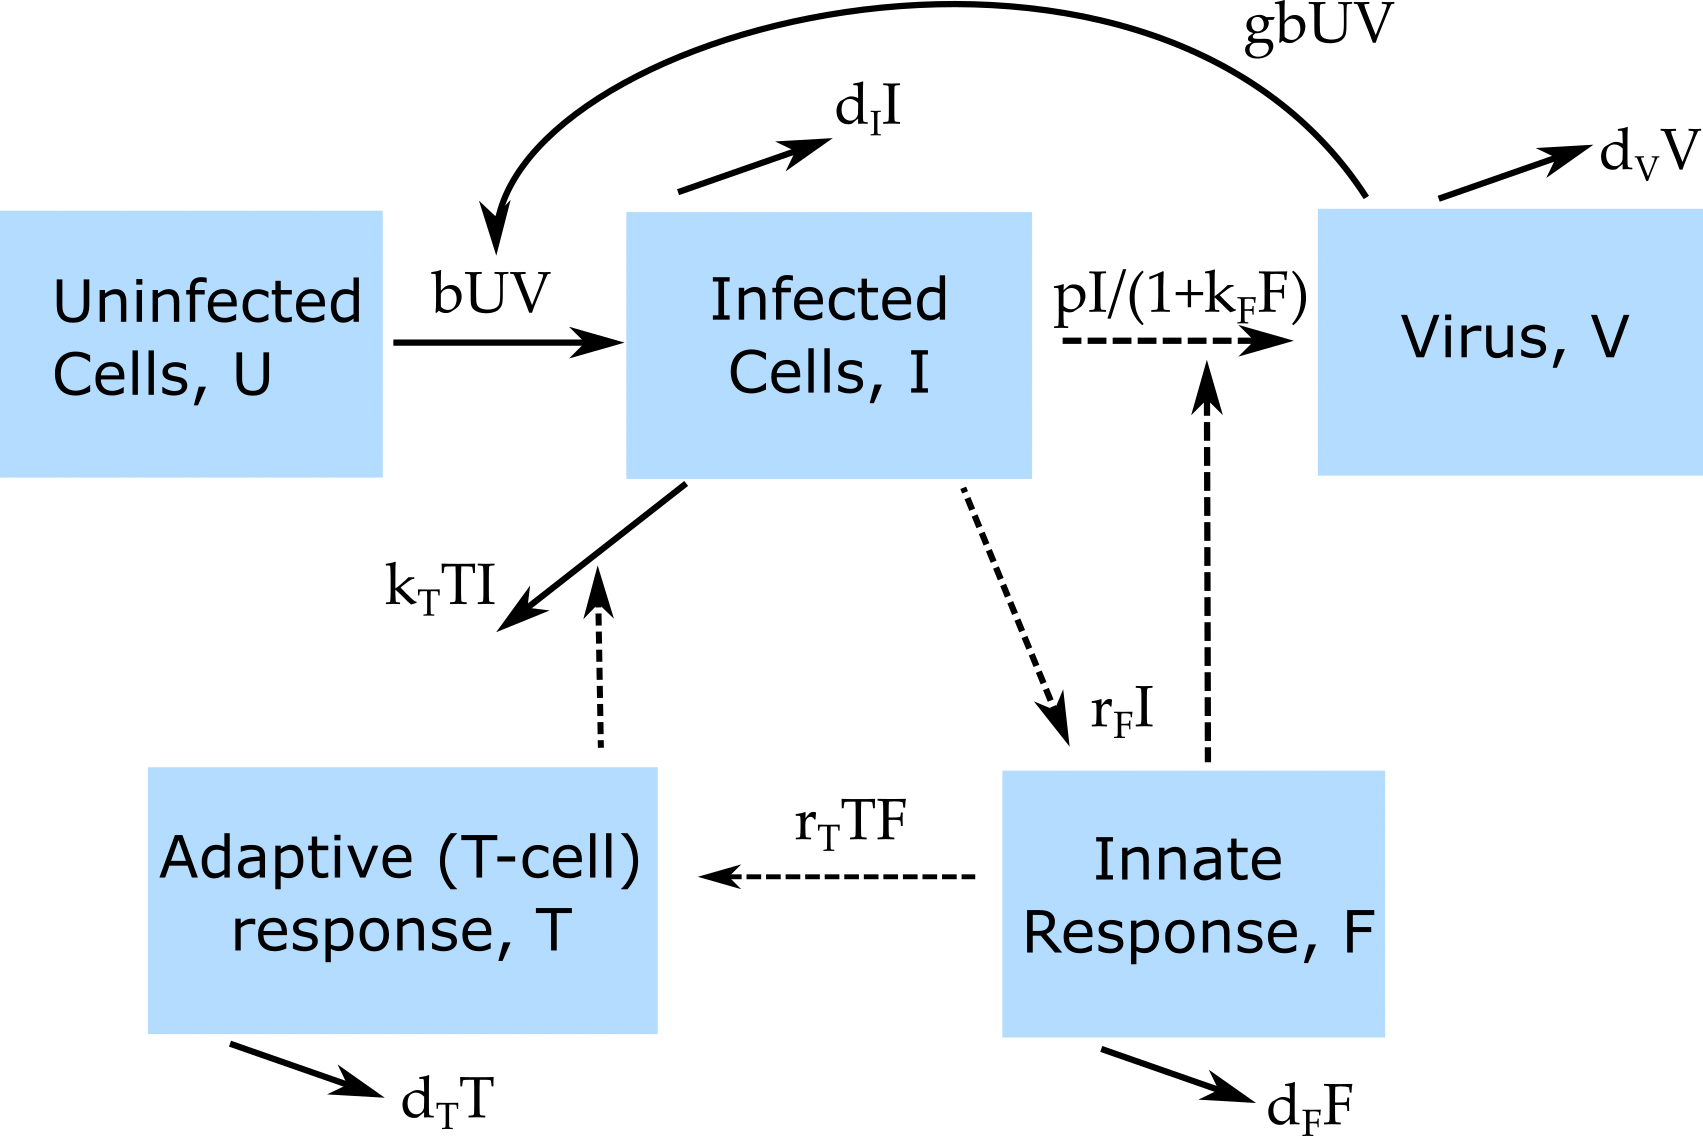 gbUV
d_I I
d_V V
Uninfected
Cells, U
bUV
Infected
Cells, I
pI/(1+k_F F)
Virus, V
k_T TI
r_F I
Adaptive (T-cell)
response, T
r_T TF
Innate
Response, F
d_T T
d_F F